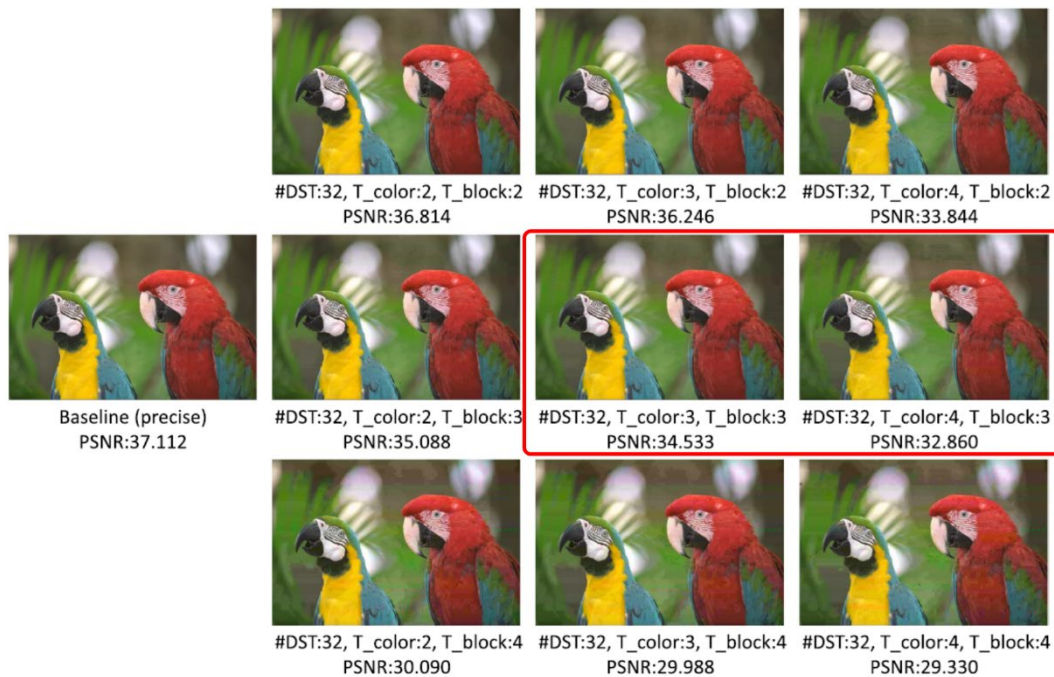 #DST:32, T_color:2, T_block:2
PSNR:36.814
#DST:32, T_color:3, T_block:2
PSNR:36.246
#DST:32, T_color:4, T_block:2
PSNR:33.844
Baseline (precise)
PSNR:37.112
#DST:32, T_color:2, T_block:3
PSNR:35.088
#DST:32, T_color:3, T_block:3
PSNR:34.533
#DST:32, T_color:4, T_block:3
PSNR:32.860
#DST:32, T_color:2, T_block:4
PSNR:30.090
#DST:32, T_color:3, T_block:4
PSNR:29.988
#DST:32, T_color:4, T_block:4
PSNR:29.330